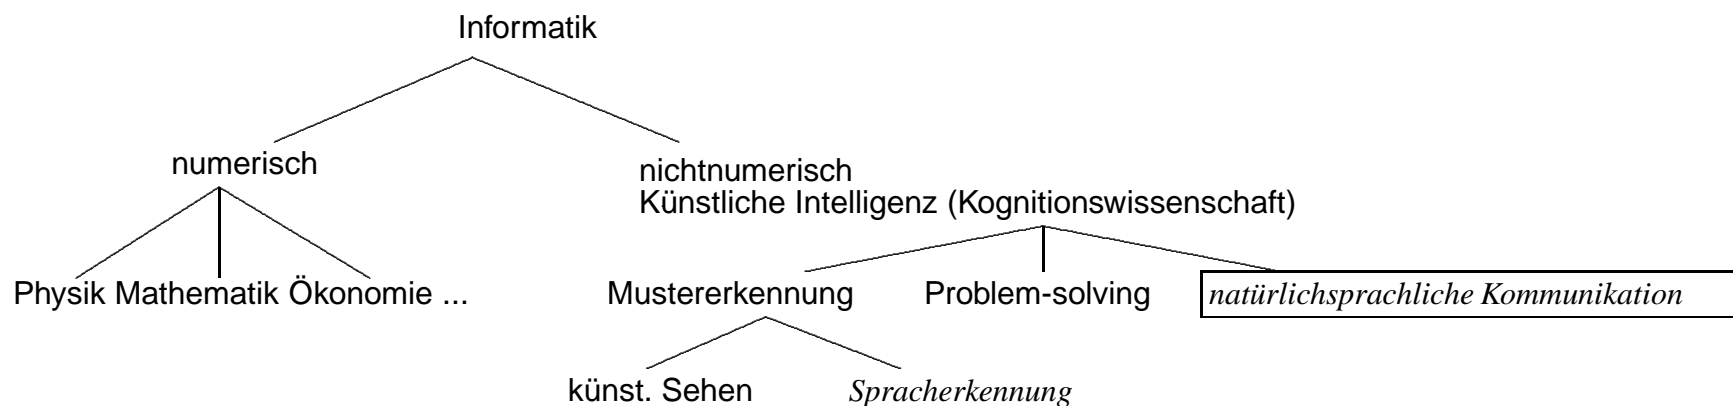 Informatik
numerisch
nichtnumerisch
Künstliche Intelligenz (Kognitionswissenschaft)
Physik Mathematik Ökonomie ...
Mustererkennung
Problem-solving
natürlichsprachliche Kommunikation
künst. Sehen
Spracherkennung